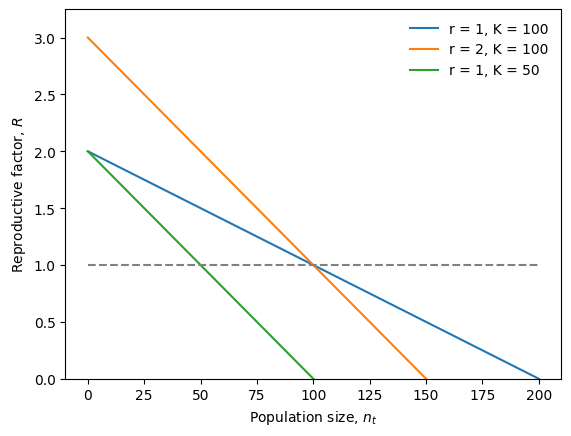 r = 1, K = 100
r = 2, K = 100
r = 1, K = 50
Reproductive factor, R
3.0
2.5
2.0
1.5
1.0
0.5
0.0
0 25 50 75 100 125 150 175 200
Population size, n_t